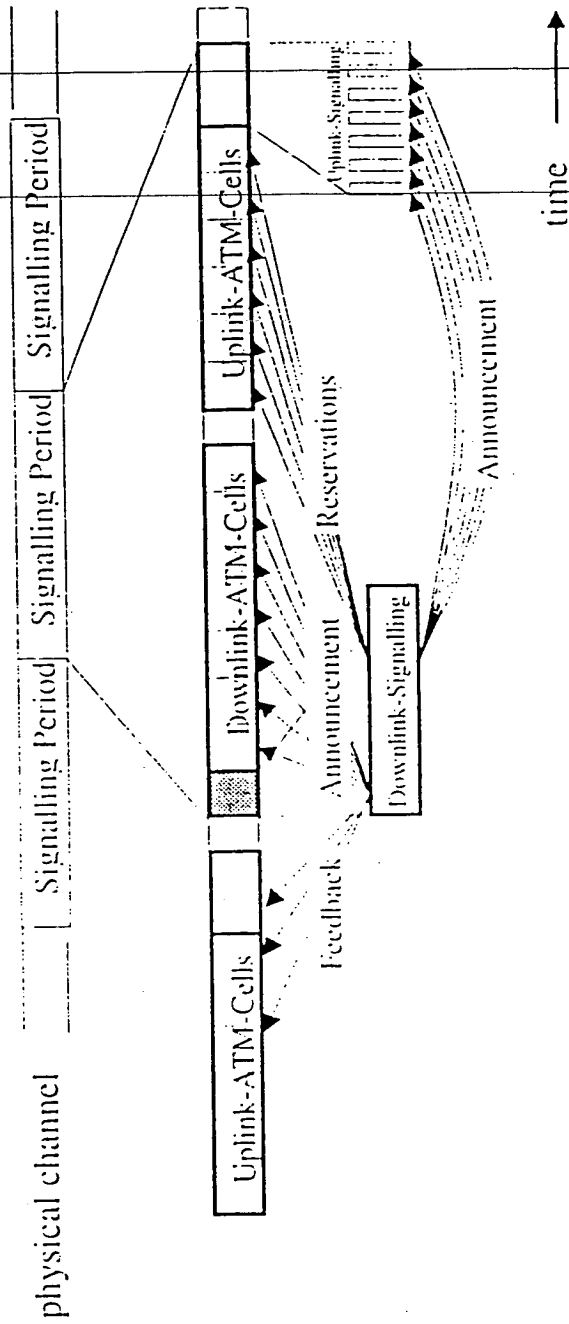 physical channel
Signalling Period
Signalling Period
Signalling Period
Uplink-ATM-Cells
Downlink-ATM-Cells
Uplink-ATM-Cells
Feedback
Announcement
Reservations
Uplink-Signalling
Downlink-Signalling
Announcement
time